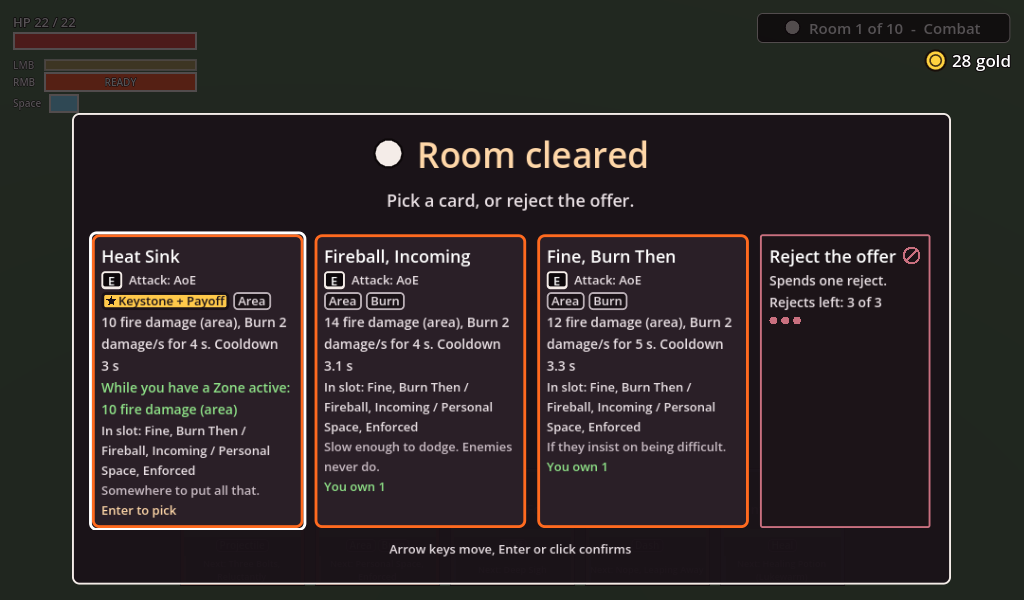 HP 22 / 22
LMB
RMB READY
Space
Room 1 of 10 - Combat
28 gold
Room cleared
Pick a card, or reject the offer.
Heat Sink
E Attack: AoE
Keystone + Payoff Area
10 fire damage (area), Burn 2
damage/s for 4 s. Cooldown
3 s
While you have a Zone active:
10 fire damage (area)
In slot: Fine, Burn Then /
Fireball, Incoming / Personal
Space, Enforced
Somewhere to put all that.
Enter to pick
Fireball, Incoming
E Attack: AoE
Area Burn
14 fire damage (area), Burn 2
damage/s for 4 s. Cooldown
3.1 s
In slot: Fine, Burn Then /
Fireball, Incoming / Personal
Space, Enforced
Slow enough to dodge. Enemies
never do.
You own 1
Fine, Burn Then
E Attack: AoE
Area Burn
12 fire damage (area), Burn 2
damage/s for 5 s. Cooldown
3.3 s
In slot: Fine, Burn Then /
Fireball, Incoming / Personal
Space, Enforced
If they insist on being difficult.
You own 1
Reject the offer
Spends one reject.
Rejects left: 3 of 3
Arrow keys move, Enter or click confirms